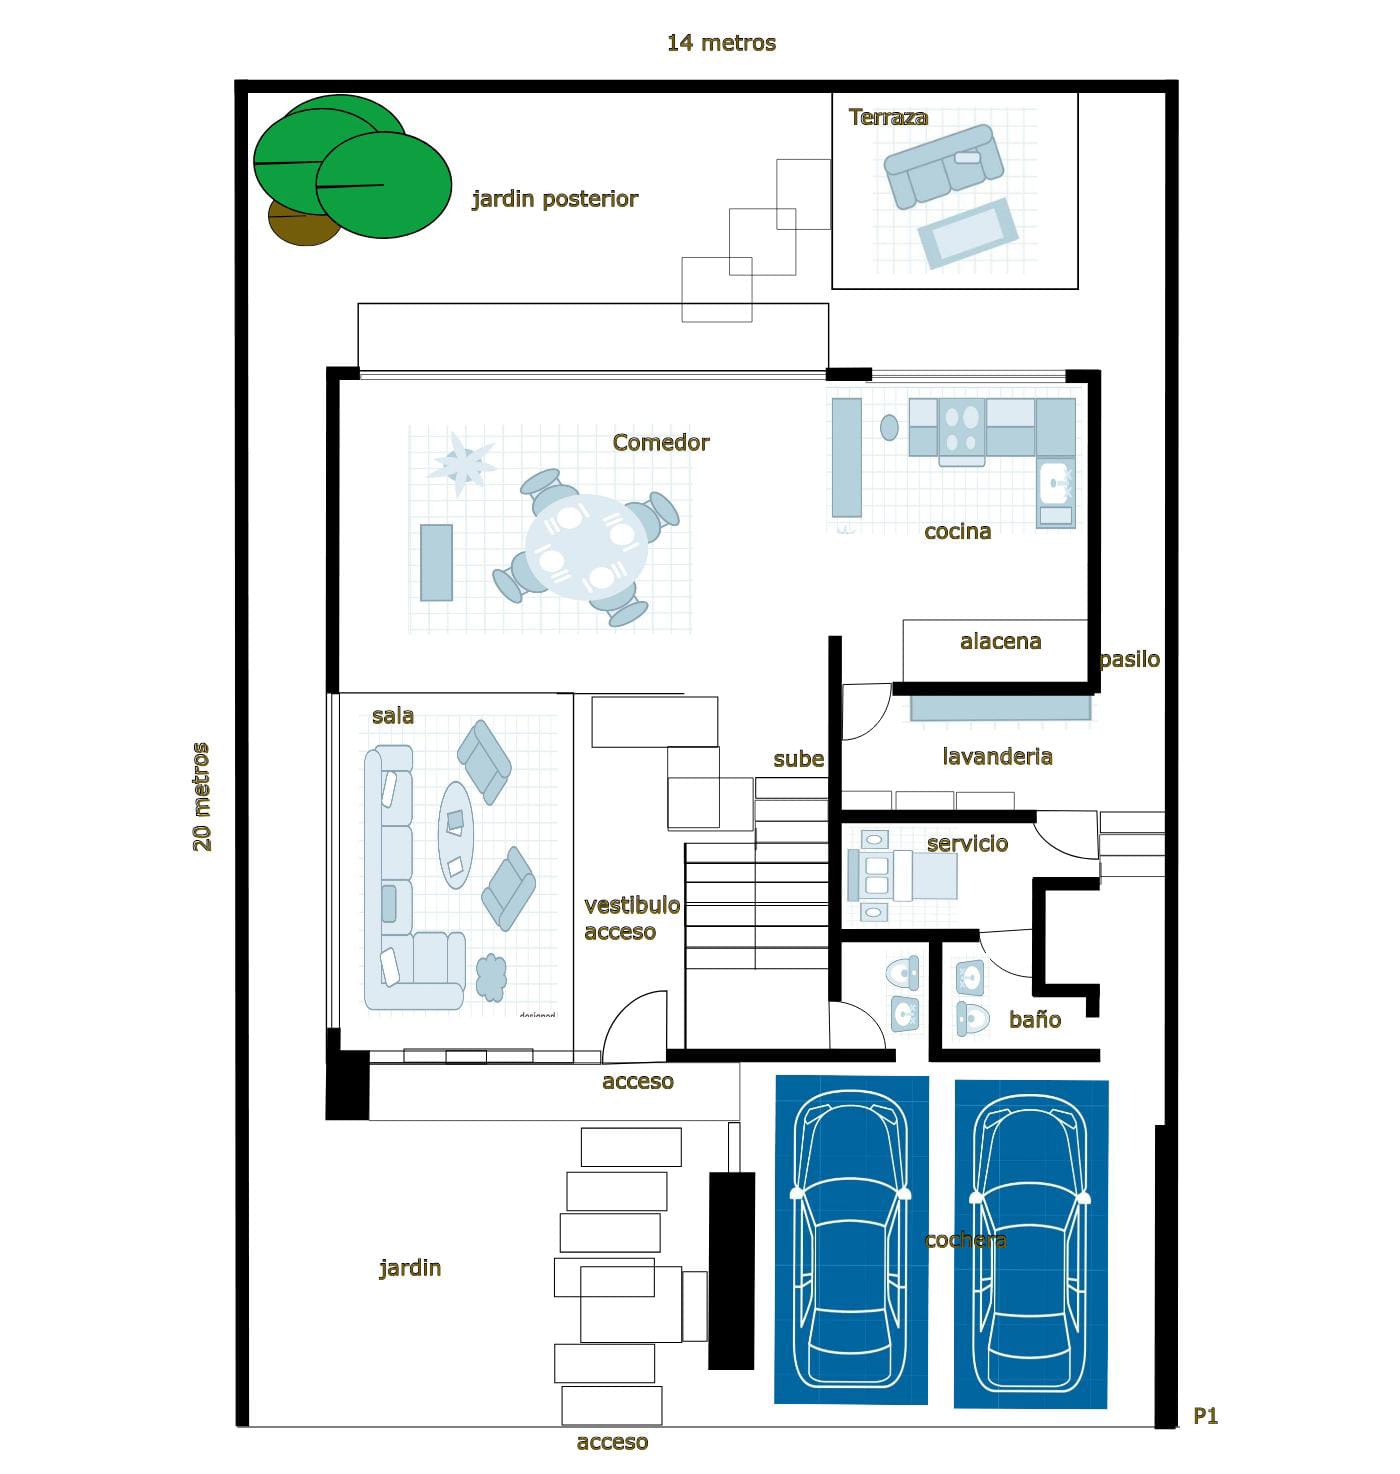 14 metros
Terraza
jardin posterior
Comedor
cocina
alacena
pasilo
sala
sube
lavanderia
20 metros
servicio
vestibulo
acceso
designed
baño
acceso
cochera
jardin
P1
acceso